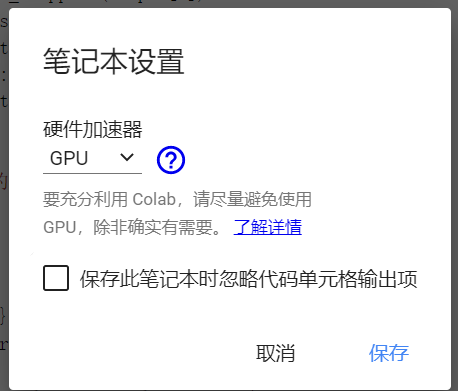 笔记本设置
硬件加速器
GPU
要充分利用 Colab，请尽量避免使用
GPU，除非确实有需要。 了解详情
保存此笔记本时忽略代码单元格输出项
取消 保存